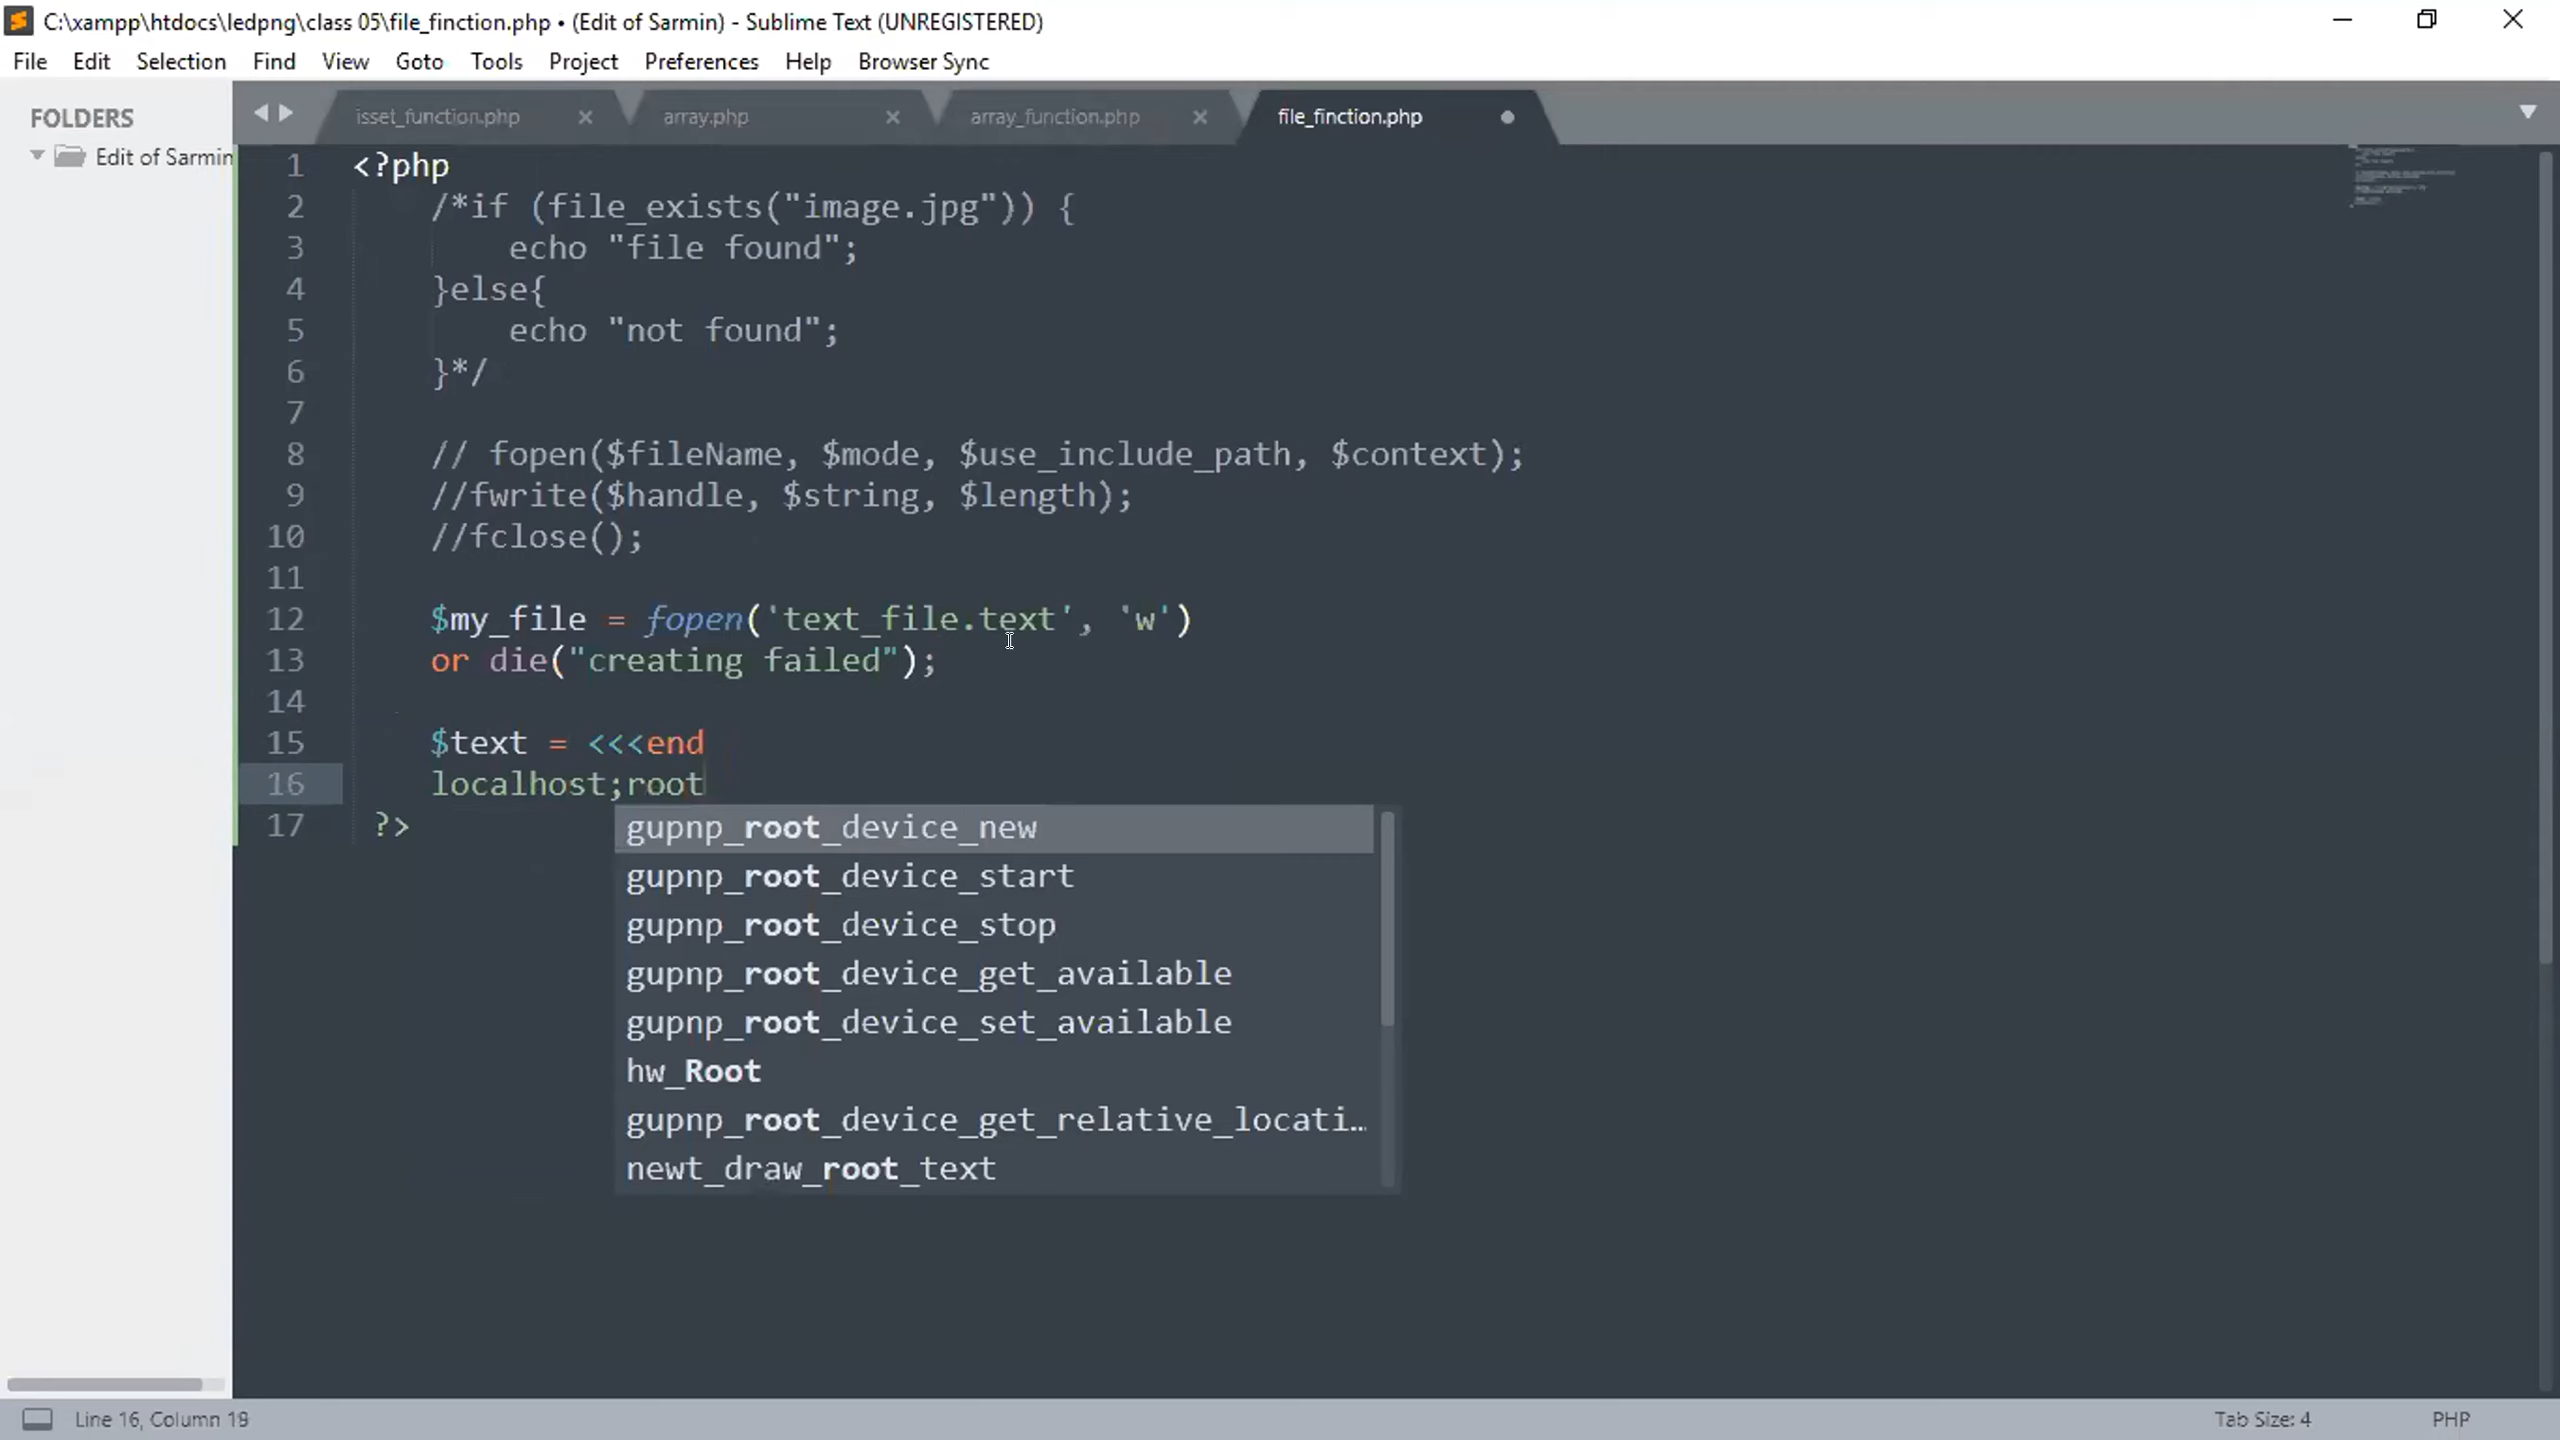 C:\xampp\htdocs\ledpng\class 05\file_finction.php • (Edit of Sarmin) - Sublime Text (UNREGISTERED)
File Edit Selection Find View Goto Tools Project Preferences Help Browser Sync
FOLDERS
Edit of Sarmin
isset_function.php array.php array_function.php file_finction.php
1 <?php
2 /*if (file_exists("image.jpg")) {
3 echo "file found";
4 }else{
5 echo "not found";
6 }*/
7
8 // fopen($fileName, $mode, $use_include_path, $context);
9 //fwrite($handle, $string, $length);
10 //fclose();
11
12 $my_file = fopen('text_file.text', 'w')
13 or die("creating failed");
14
15 $text = <<<end
16 localhost;root
17 ?>
gupnp_root_device_new
gupnp_root_device_start
gupnp_root_device_stop
gupnp_root_device_get_available
gupnp_root_device_set_available
hw_Root
gupnp_root_device_get_relative_locati…
newt_draw_root_text
Line 16, Column 19 Tab Size: 4 PHP